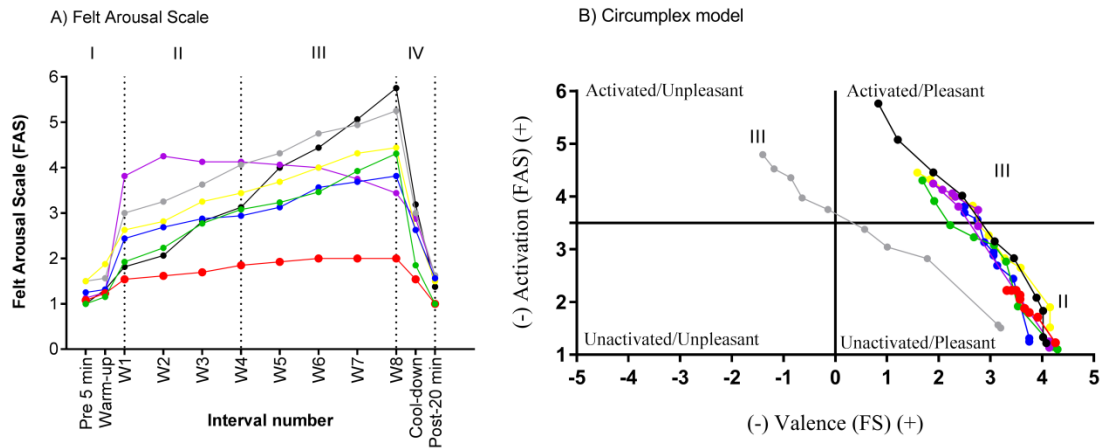 A) Felt Arousal Scale
I II III IV
Felt Arousal Scale (FAS)
6
5
4
3
2
1
0
Pre 5 min
Warm-up
W1
W2
W3
W4
W5
W6
W7
W8
Cool-down
Post-20 min
Interval number
B) Circumplex model
Activated/Unpleasant
Activated/Pleasant
III
III
II
Unactivated/Unpleasant
Unactivated/Pleasant
(-) Activation (FAS) (+)
6
5
4
3
2
1
-5 -4 -3 -2 -1 0 1 2 3 4 5
(-) Valence (FS) (+)